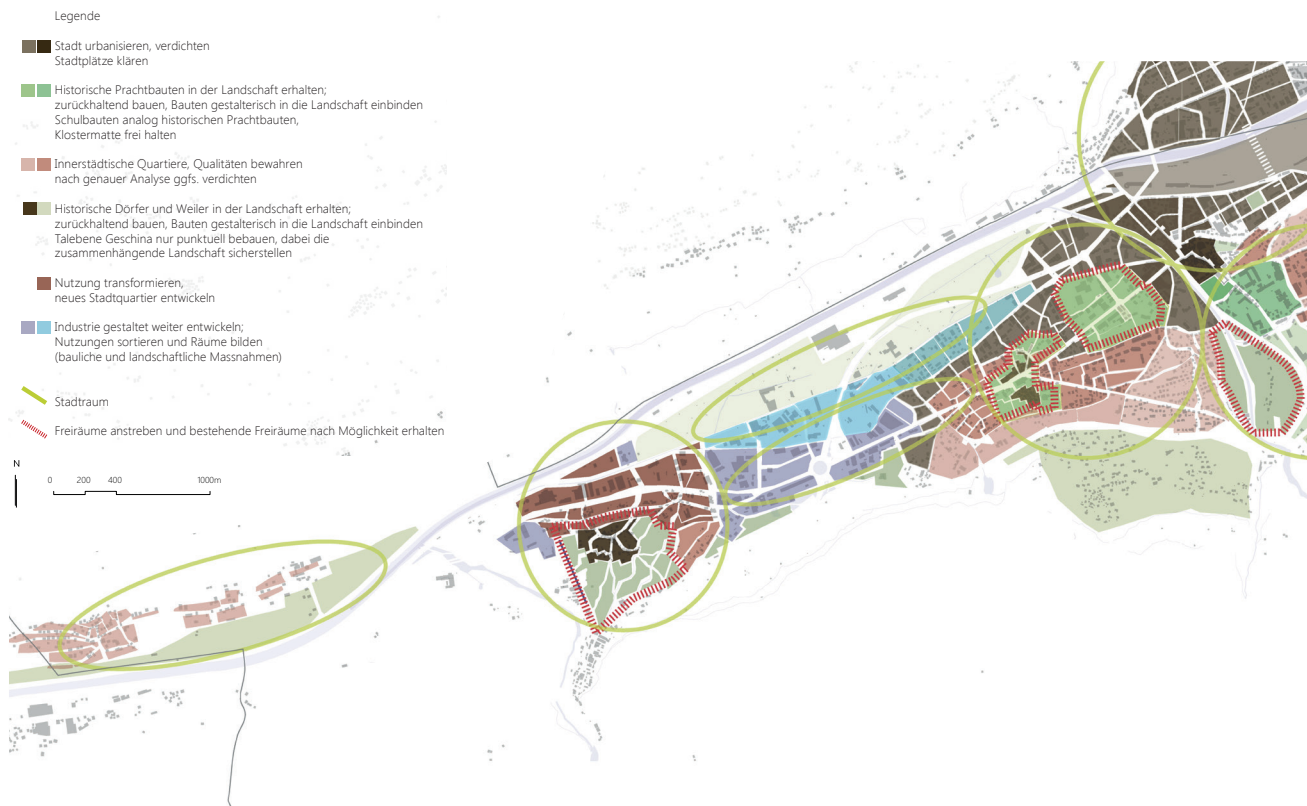 Legende
Stadt urbanisieren, verdichten
Stadtplätze klären
Historische Prachtbauten in der Landschaft erhalten;
zurückhaltend bauen, Bauten gestalterisch in die Landschaft einbinden
Schulbauten analog historischen Prachtbauten,
Klostermatte frei halten
Innerstädtische Quartiere, Qualitäten bewahren
nach genauer Analyse ggfs. verdichten
Historische Dörfer und Weiler in der Landschaft erhalten;
zurückhaltend bauen, Bauten gestalterisch in die Landschaft einbinden
Talebene Geschina nur punktuell bebauen, dabei die
zusammenhängende Landschaft sicherstellen
Nutzung transformieren,
neues Stadtquartier entwickeln
Industrie gestaltet weiter entwickeln;
Nutzungen sortieren und Räume bilden
(bauliche und landschaftliche Massnahmen)
Stadtraum
Freiräume anstreben und bestehende Freiräume nach Möglichkeit erhalten
N
0 200 400 1000m